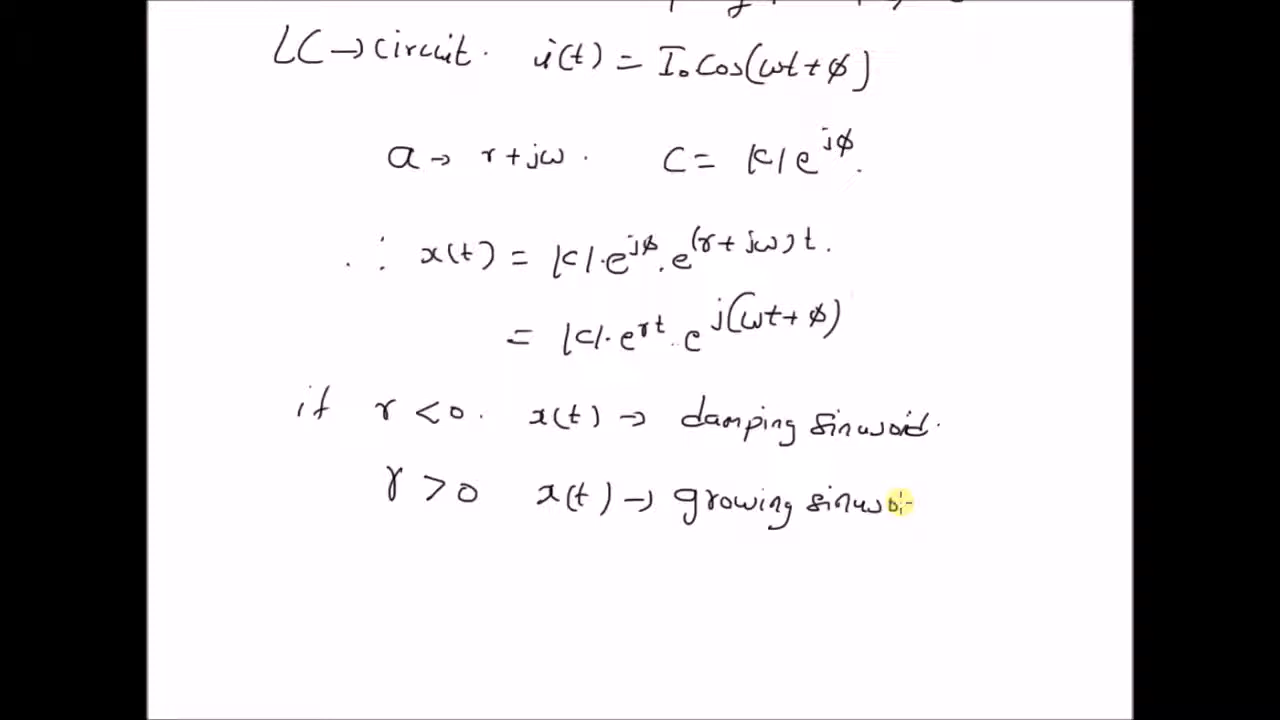 LC → circuit. i(t) = I₀ Cos(ωt + ϕ)
a → r + jω . C = |C| e^{jϕ}.
∴ x(t) = |C|. e^{jϕ}. e^{(r + jω) t}.
= |C|. e^{rt}. e^{j(ωt + ϕ)}
if r < 0. x(t) → damping sinusoid.
r > 0 x(t) → growing